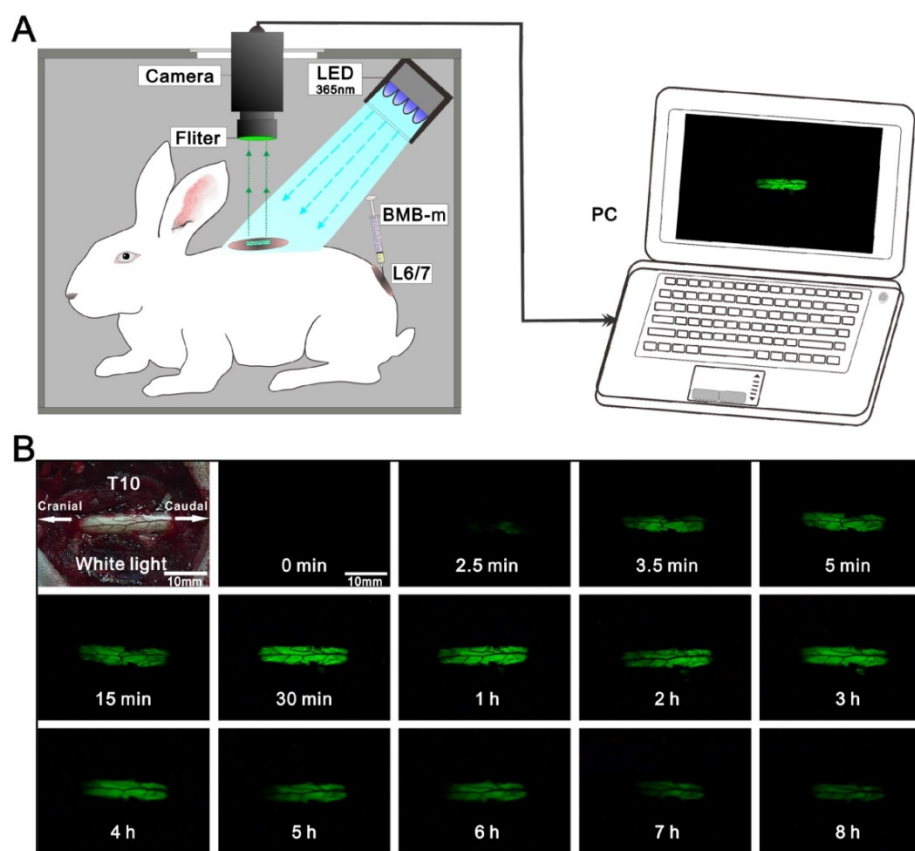 A
Camera
LED
365nm
Fliter
BMB-m
L6/7
PC
B
T10
Cranial
Caudal
White light
10mm
0 min
10mm
2.5 min
3.5 min
5 min
15 min
30 min
1 h
2 h
3 h
4 h
5 h
6 h
7 h
8 h